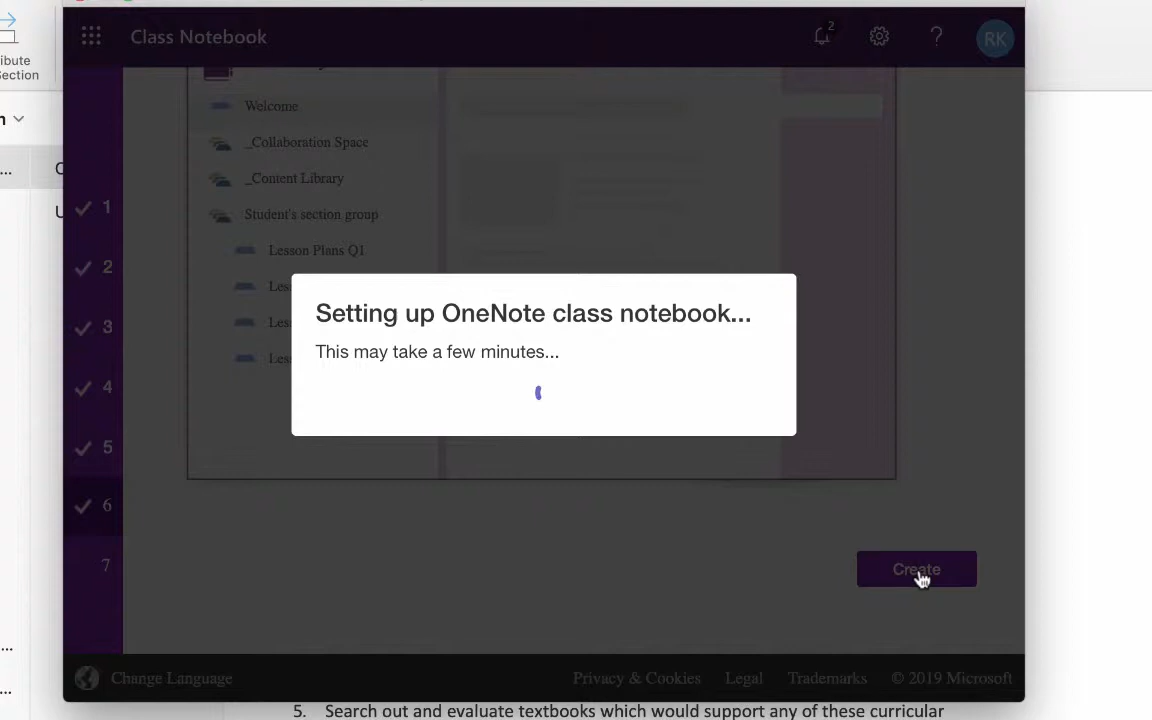 Class Notebook
2
RK
ibute
Section
Welcome
_Collaboration Space
_Content Library
Student's section group
Lesson Plans Q1
1
2
3
4
5
6
7
Setting up OneNote class notebook...
This may take a few minutes...
Create
Change Language
Privacy & Cookies
Legal
Trademarks
© 2019 Microsoft
5. Search out and evaluate textbooks which would support any of these curricular